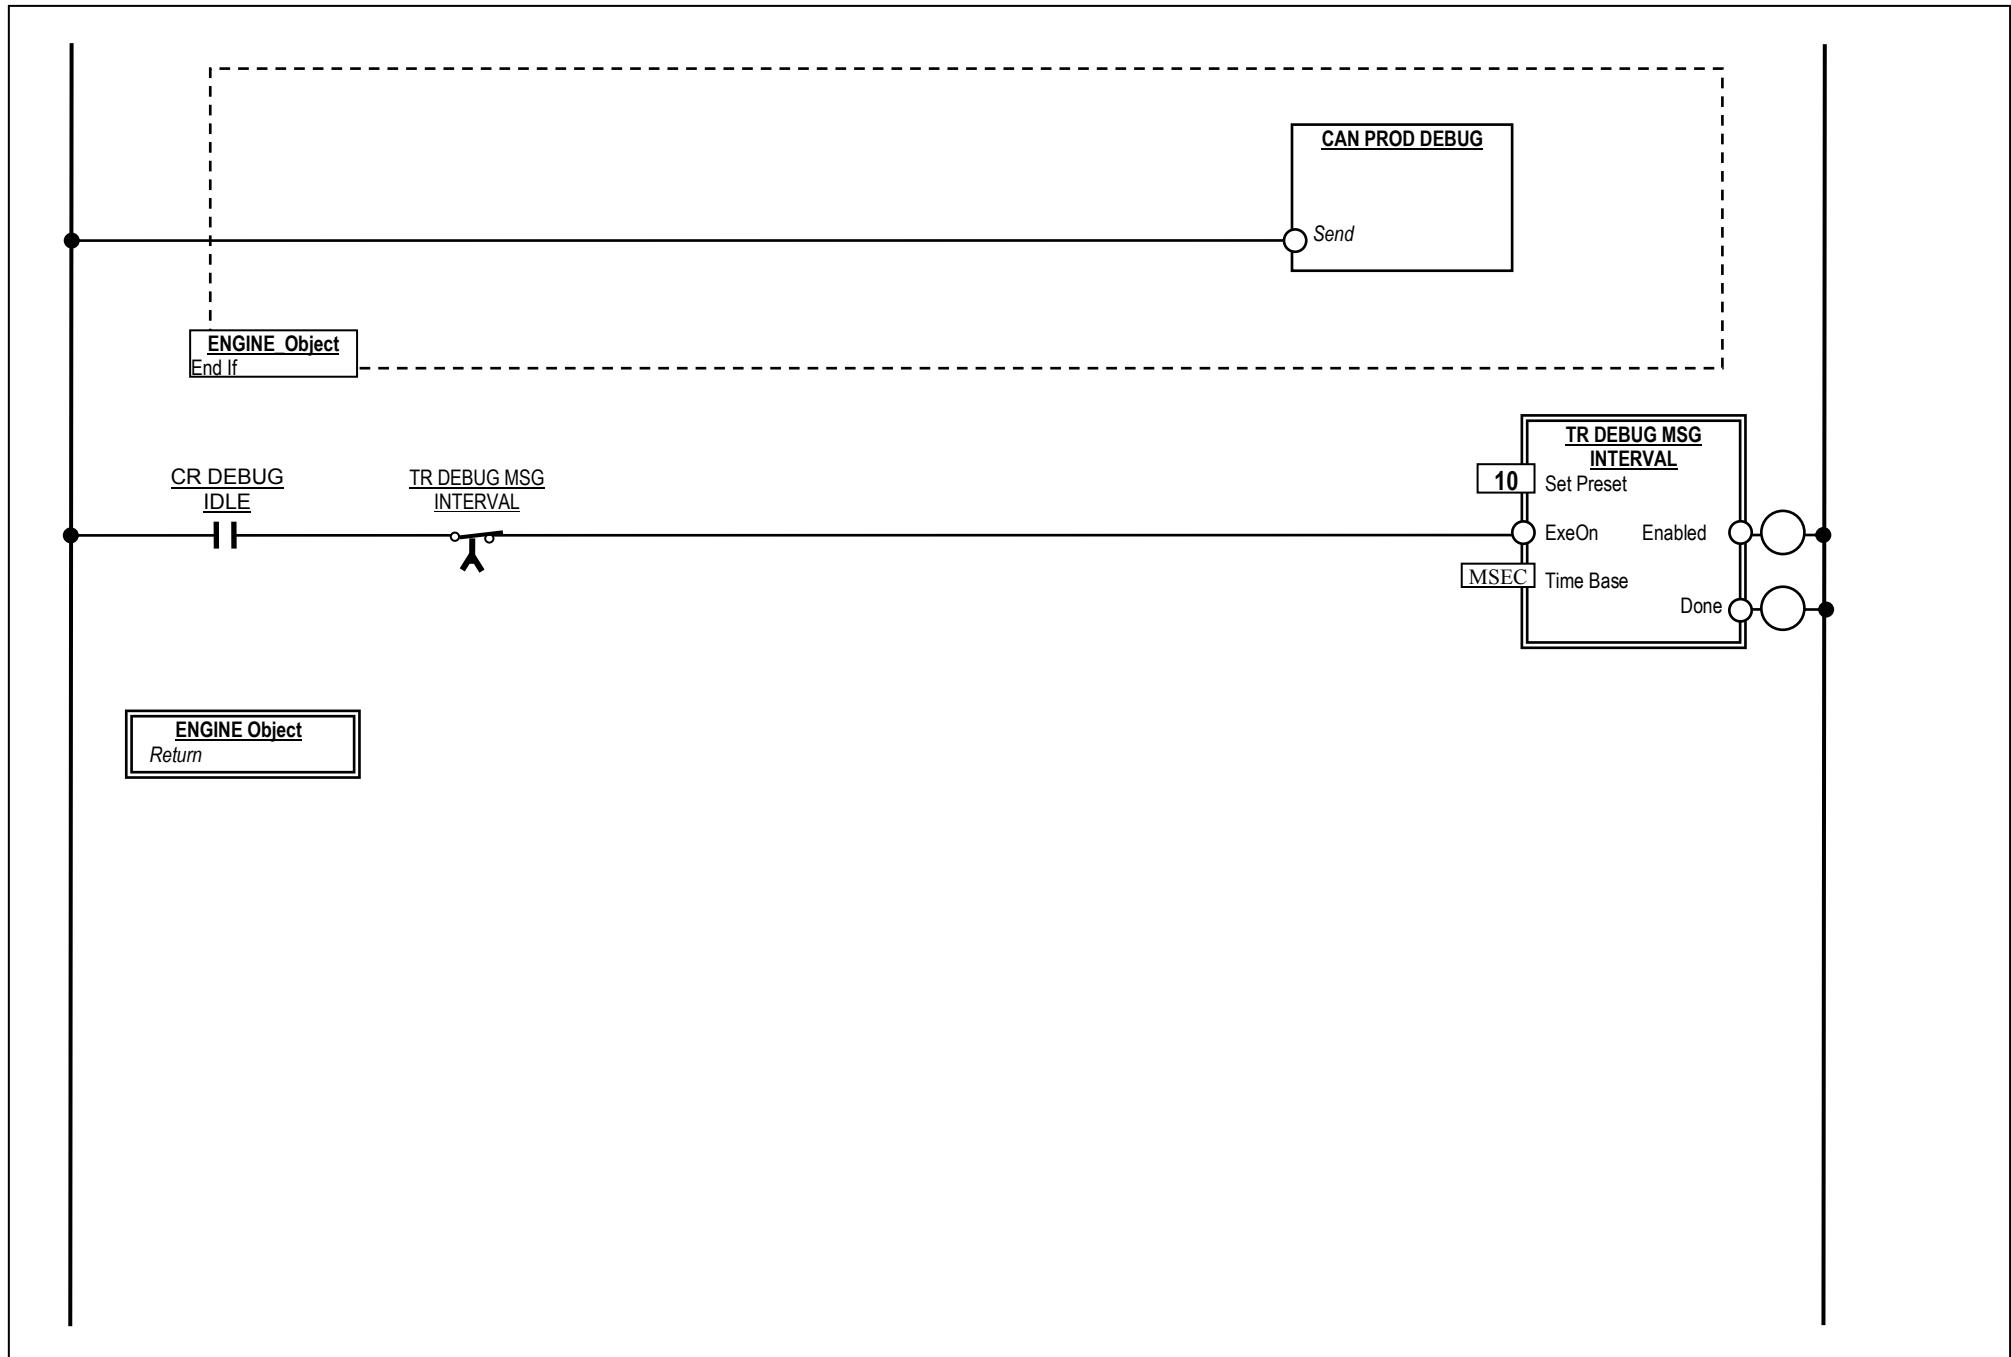 CAN PROD DEBUG
Send
ENGINE_Object
End If
CR DEBUG
IDLE
TR DEBUG MSG
INTERVAL
TR DEBUG MSG
INTERVAL
10
Set Preset
ExeOn
Enabled
MSEC
Time Base
Done
ENGINE Object
Return